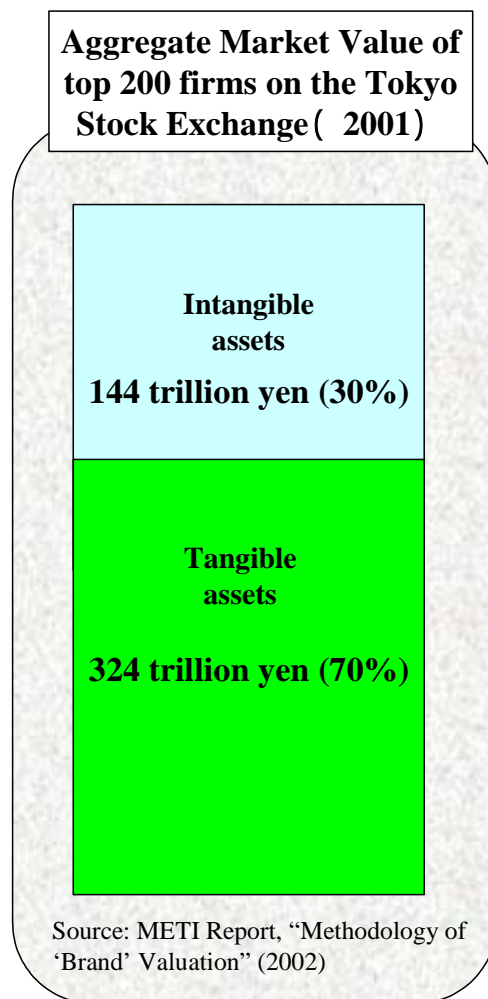 Aggregate Market Value of
top 200 firms on the Tokyo
Stock Exchange( 2001)
Intangible
assets
144 trillion yen (30%)
Tangible
assets
324 trillion yen (70%)
Source: METI Report, “Methodology of
‘Brand’ Valuation” (2002)